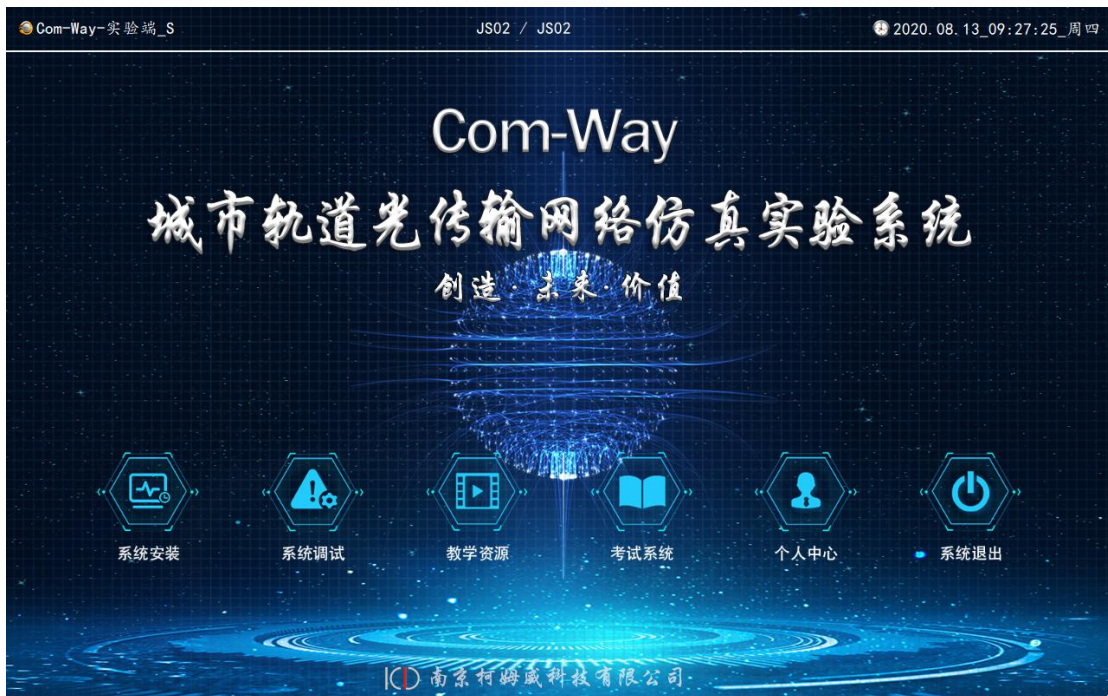 Com-Way-实验端_S
JS02 / JS02
2020.08.13_09:27:25_周四
Com-Way
城市轨道光传输网络仿真实验系统
创造·未来·价值
系统安装
系统调试
教学资源
考试系统
个人中心
系统退出
南京柯姆威科技有限公司